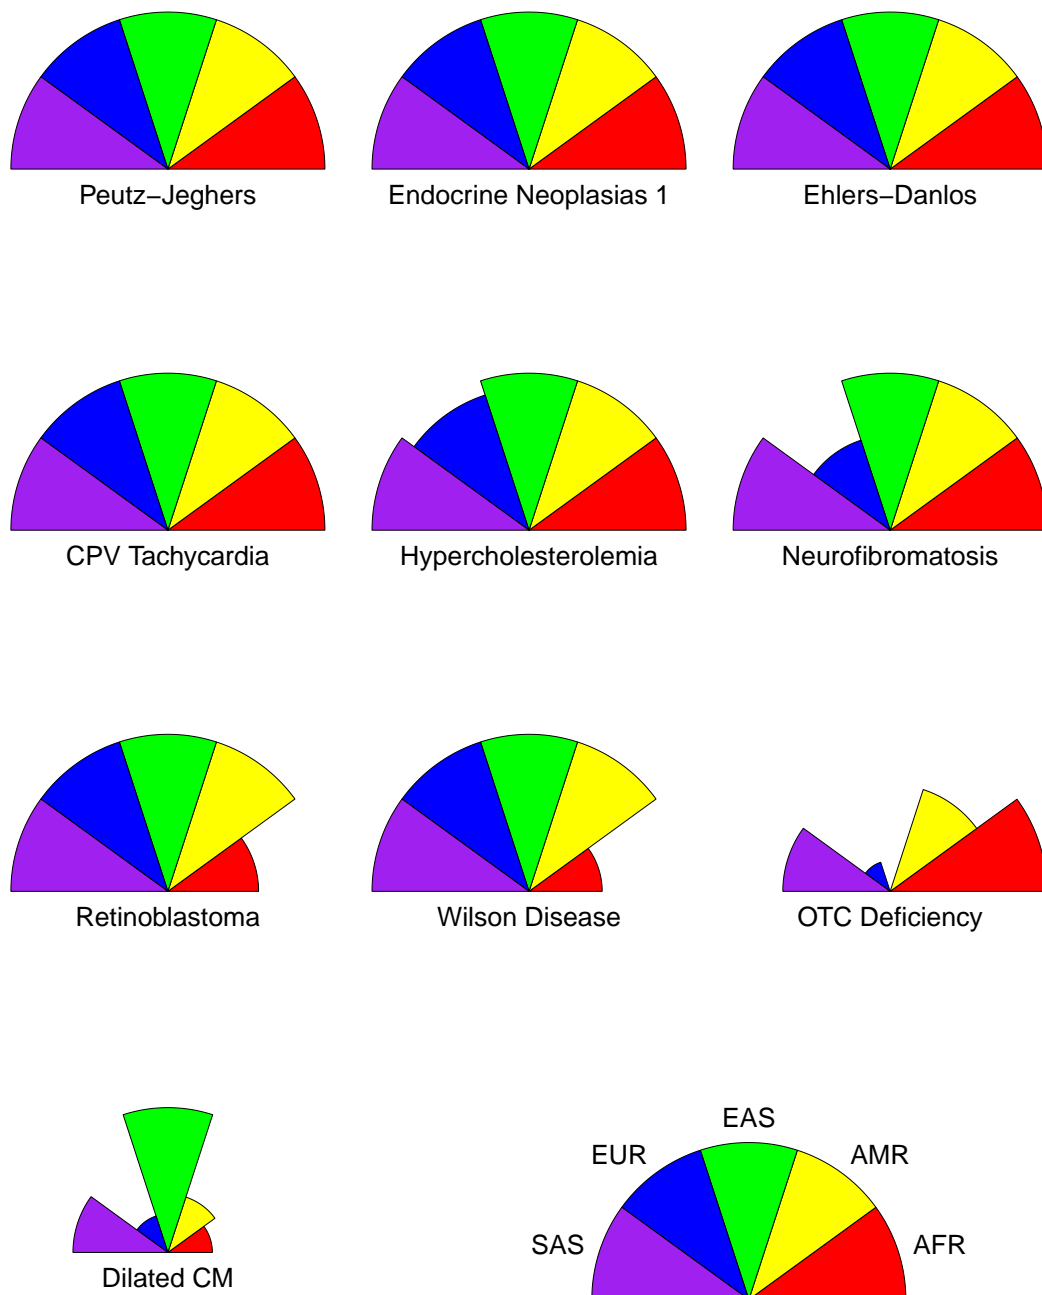 Peutz−Jeghers
Endocrine Neoplasias 1
Ehlers−Danlos
CPV Tachycardia
Hypercholesterolemia
Neurofibromatosis
Retinoblastoma
Wilson Disease
OTC Deficiency
Dilated CM
EAS
EUR
AMR
SAS
AFR